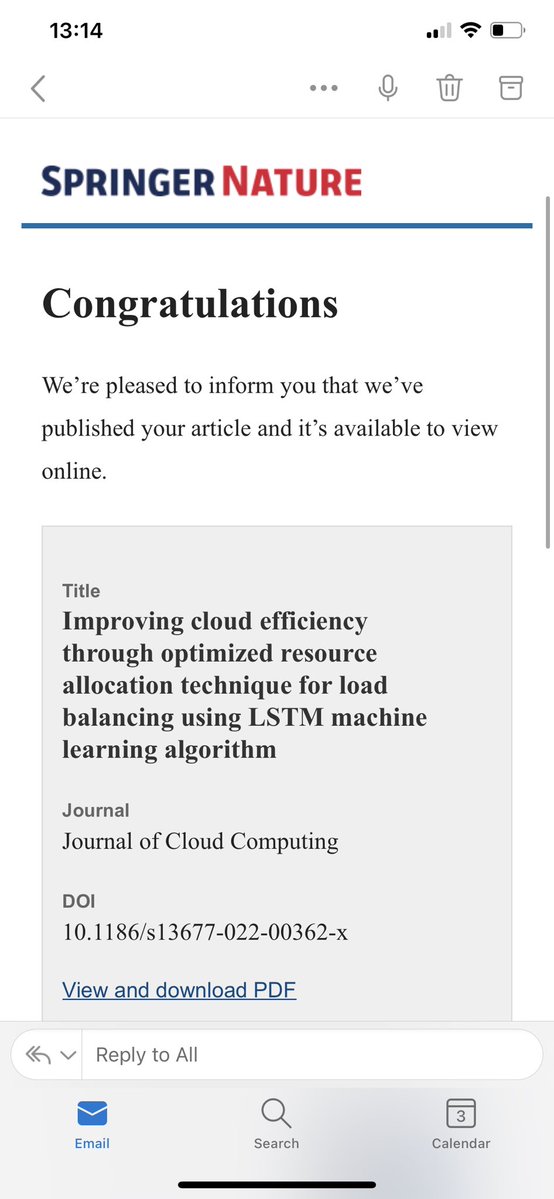 13:14
SPRINGER NATURE
Congratulations
We’re pleased to inform you that we’ve
published your article and it’s available to view
online.
Title
Improving cloud efficiency
through optimized resource
allocation technique for load
balancing using LSTM machine
learning algorithm
Journal
Journal of Cloud Computing
DOI
10.1186/s13677-022-00362-x
View and download PDF
Reply to All
3
Email
Search
Calendar